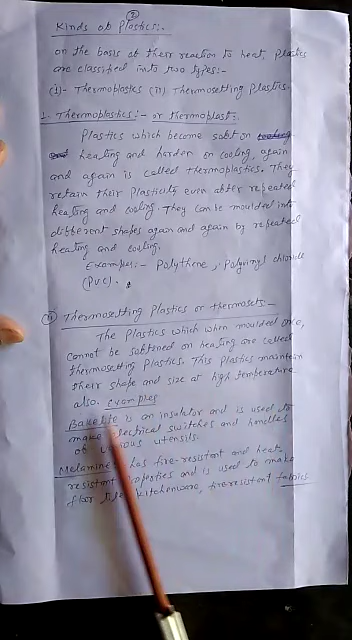 2
Kinds of Plastics:-
on the basis of their reaction to heat, Plastics
are classified into two types:-
(i)- Thermoplastics (ii) Thermosetting Plastics.
1. Thermoplastics:- or thermoplast:-
Plastics which become soft on
heating and harden on cooling, again
and again is called thermoplastics. They
retain their Plasticity even after repeated
heating and cooling. They can be moulded into
different shapes again and again by repeated
heating and cooling.
Example:- Polythene, Polyvinyl chloride
(PVC).
Thermosetting Plastics or thermosets:-
The Plastics which when moulded once,
cannot be softened on heating are called
thermosetting Plastics. This Plastics maintain
their shape and size at high temperature
also. examples
Bakelite is an insulator and is used to
make electrical switches and handles
of various utensils.
Melamine has fire-resistant and heat
resistant properties and is used to make
floor tiles, kitchenware, fire-resistant fabrics